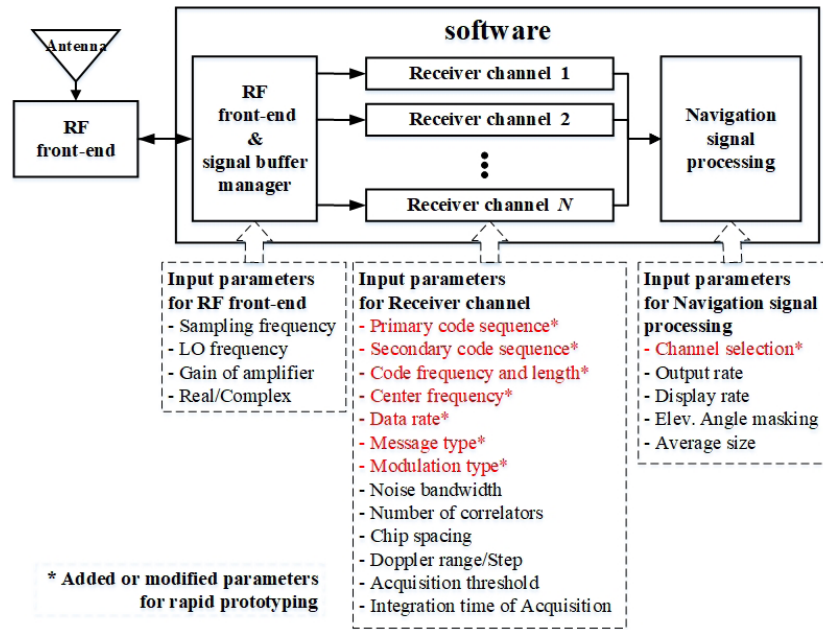 software
Antenna
RF
front-end
RF
front-end
&
signal buffer
manager
Receiver channel 1
Receiver channel 2
Receiver channel N
Navigation
signal
processing
Input parameters
for RF front-end
- Sampling frequency
- LO frequency
- Gain of amplifier
- Real/Complex
Input parameters
for Receiver channel
- Primary code sequence*
- Secondary code sequence*
- Code frequency and length*
- Center frequency*
- Data rate*
- Message type*
- Modulation type*
- Noise bandwidth
- Number of correlators
- Chip spacing
- Doppler range/Step
- Acquisition threshold
- Integration time of Acquisition
Input parameters
for Navigation signal
processing
- Channel selection*
- Output rate
- Display rate
- Elev. Angle masking
- Average size
* Added or modified parameters
for rapid prototyping